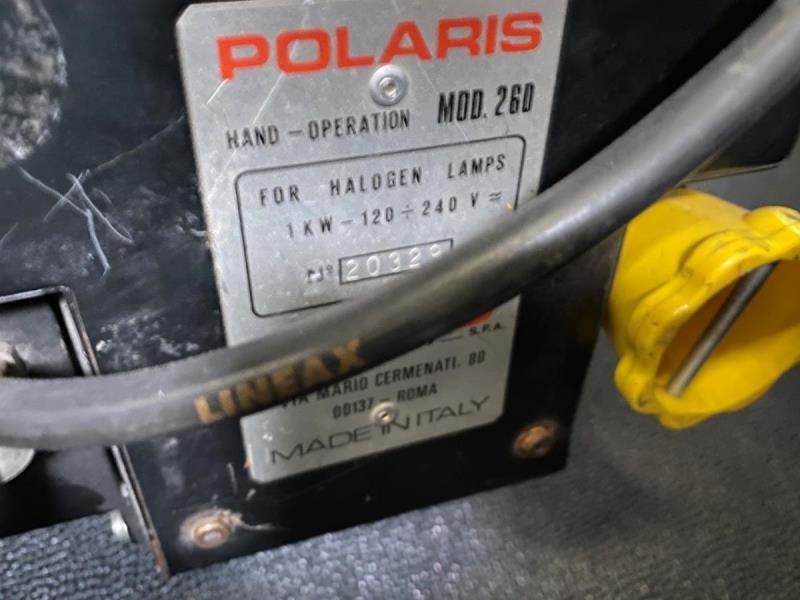 POLARIS
HAND-OPERATION MOD. 260
FOR HALOGEN LAMPS
1 KW - 120 ÷ 240 V ≂
Nº
S.P.A.
LINEAX
VIA MARIO CERMENATI. 80
00137 - ROMA
MADE IN ITALY